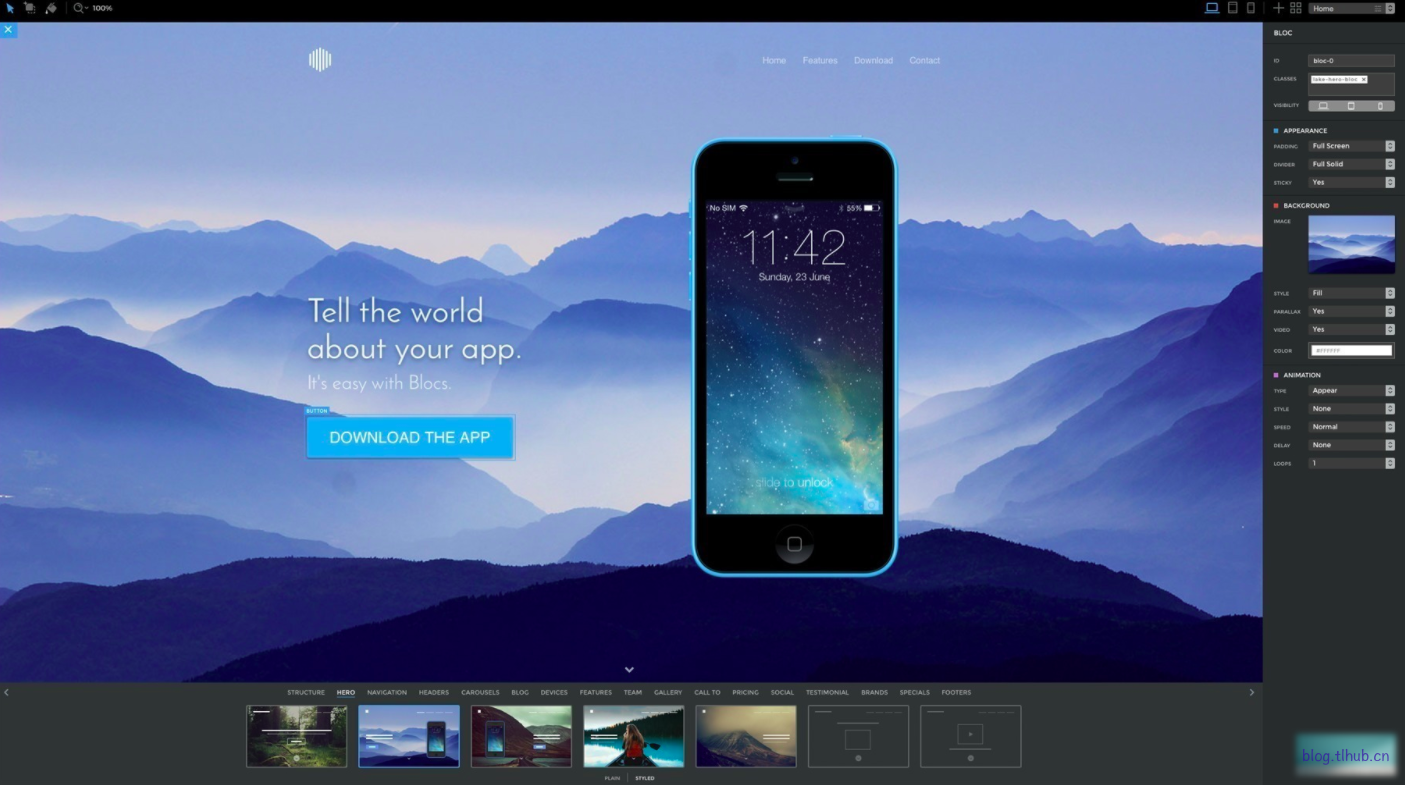 100%
Home
BLOC
ID bloc-0
CLASSES lake-hero-bloc ×
VISIBILITY
APPEARANCE
PADDING Full Screen
DIVIDER Full Solid
STICKY Yes
BACKGROUND
IMAGE
STYLE Fill
PARALLAX Yes
VIDEO Yes
COLOR #FFFFFF
ANIMATION
TYPE Appear
STYLE None
SPEED Normal
DELAY None
LOOPS 1
Home Features Download Contact
No SIM 55%
11:42
Sunday, 23 June
slide to unlock
Tell the world
about your app.
It's easy with Blocs.
BUTTON
DOWNLOAD THE APP
STRUCTURE HERO NAVIGATION HEADERS CAROUSELS BLOG DEVICES FEATURES TEAM GALLERY CALL TO PRICING SOCIAL TESTIMONIAL BRANDS SPECIALS FOOTERS
PLAIN STYLED
blog.tlhub.cn